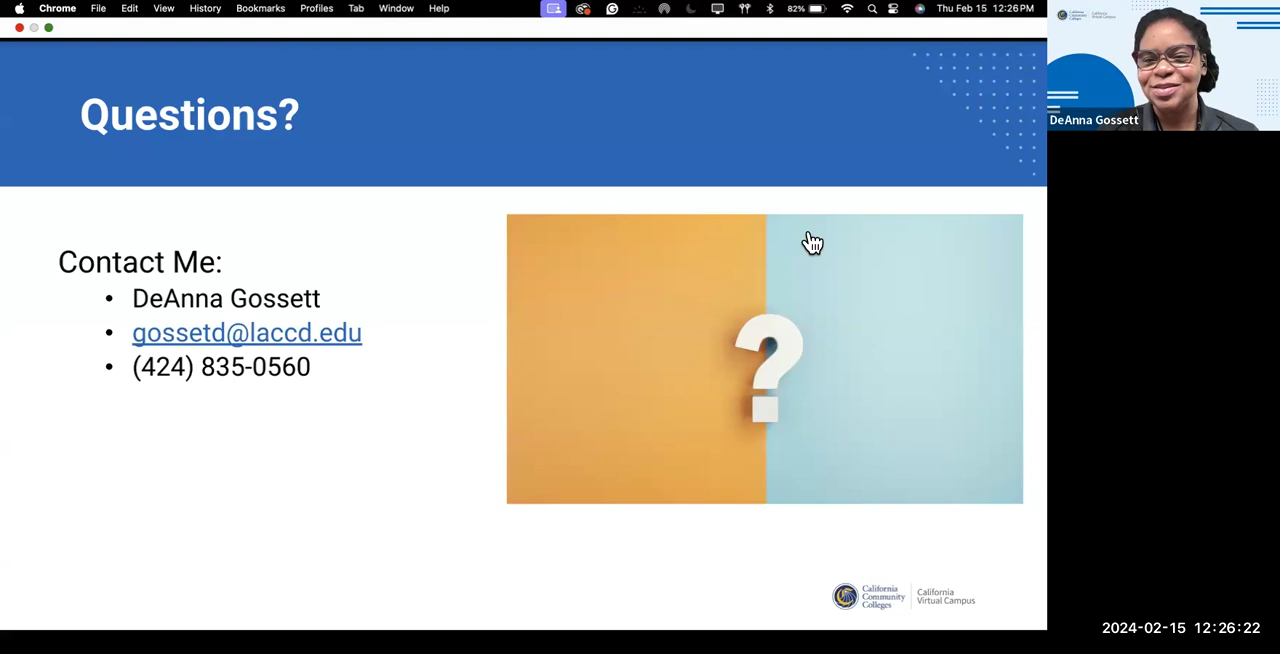 Chrome File Edit View History Bookmarks Profiles Tab Window Help 82% Thu Feb 15 12:26 PM
Questions?
DeAnna Gossett
Contact Me:
• DeAnna Gossett
• gossetd@laccd.edu
• (424) 835-0560
?
California
Community
Colleges
California
Virtual Campus
2024-02-15 12:26:22